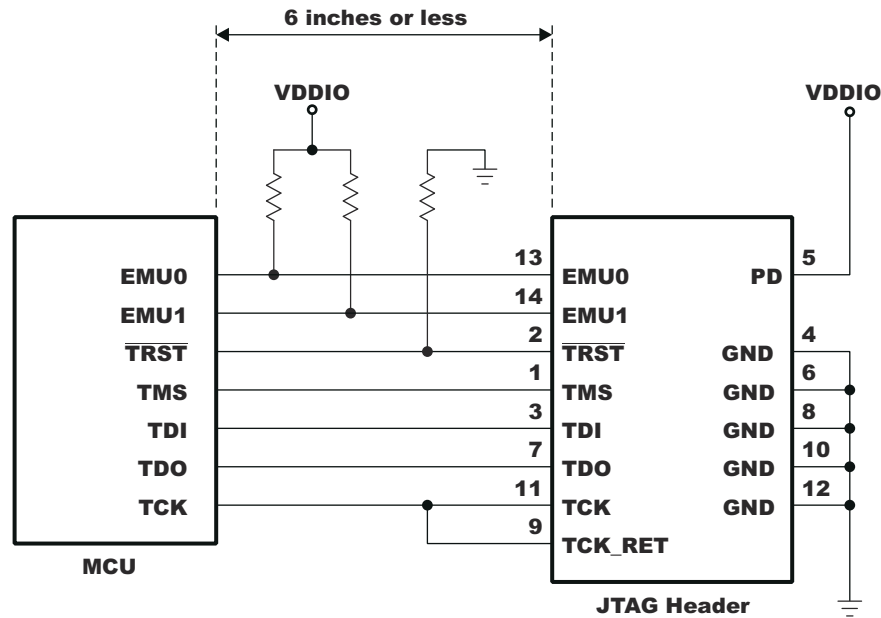 6 inches or less
VDDIO
VDDIO
13
14
2
1
3
7
11
9
EMU0
EMU1
TRST
TMS
TDI
TDO
TCK
EMU0
EMU1
TRST
TMS
TDI
TDO
TCK
TCK_RET
PD
GND
GND
GND
GND
GND
5
4
6
8
10
12
MCU
JTAG Header